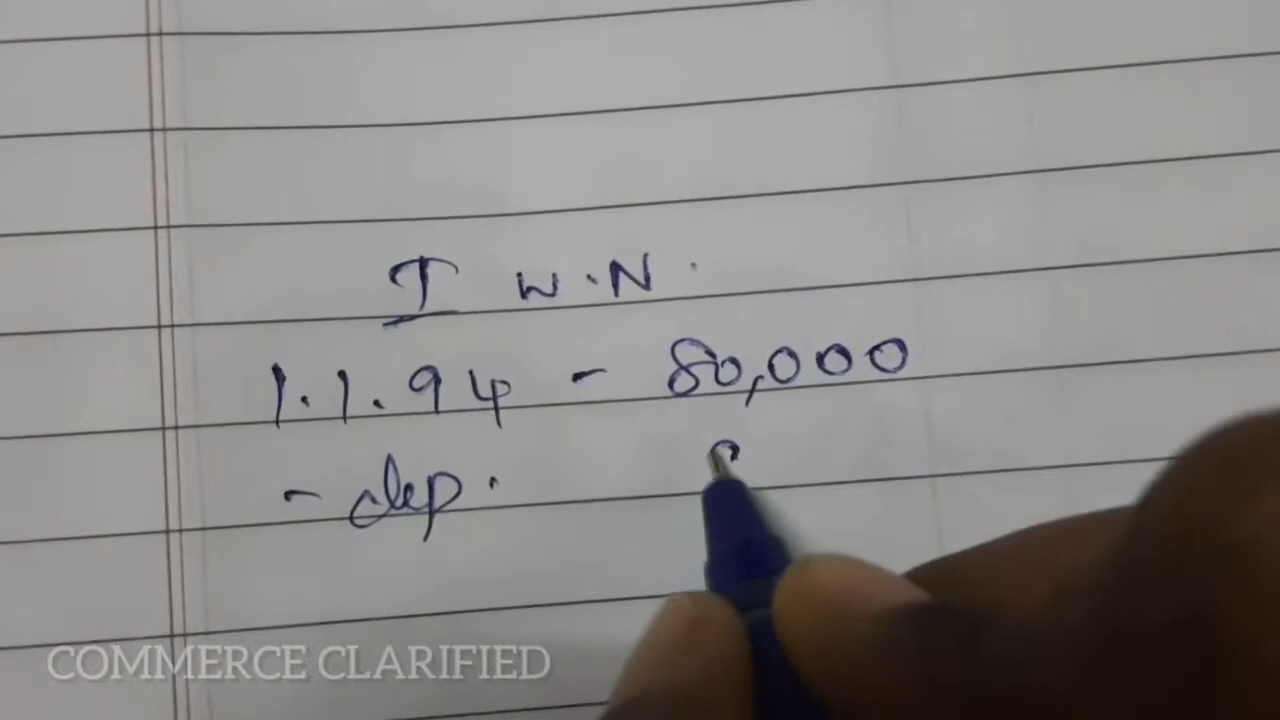 I W.N.
1.1.94 - 80,000
- dep.
COMMERCE CLARIFIED